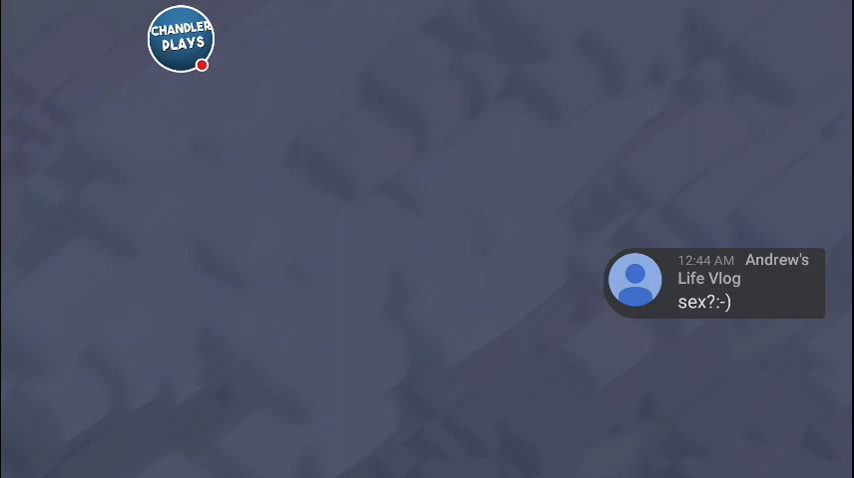 CHANDLER
PLAYS
12:44 AM Andrew's
Life Vlog
sex?:-)